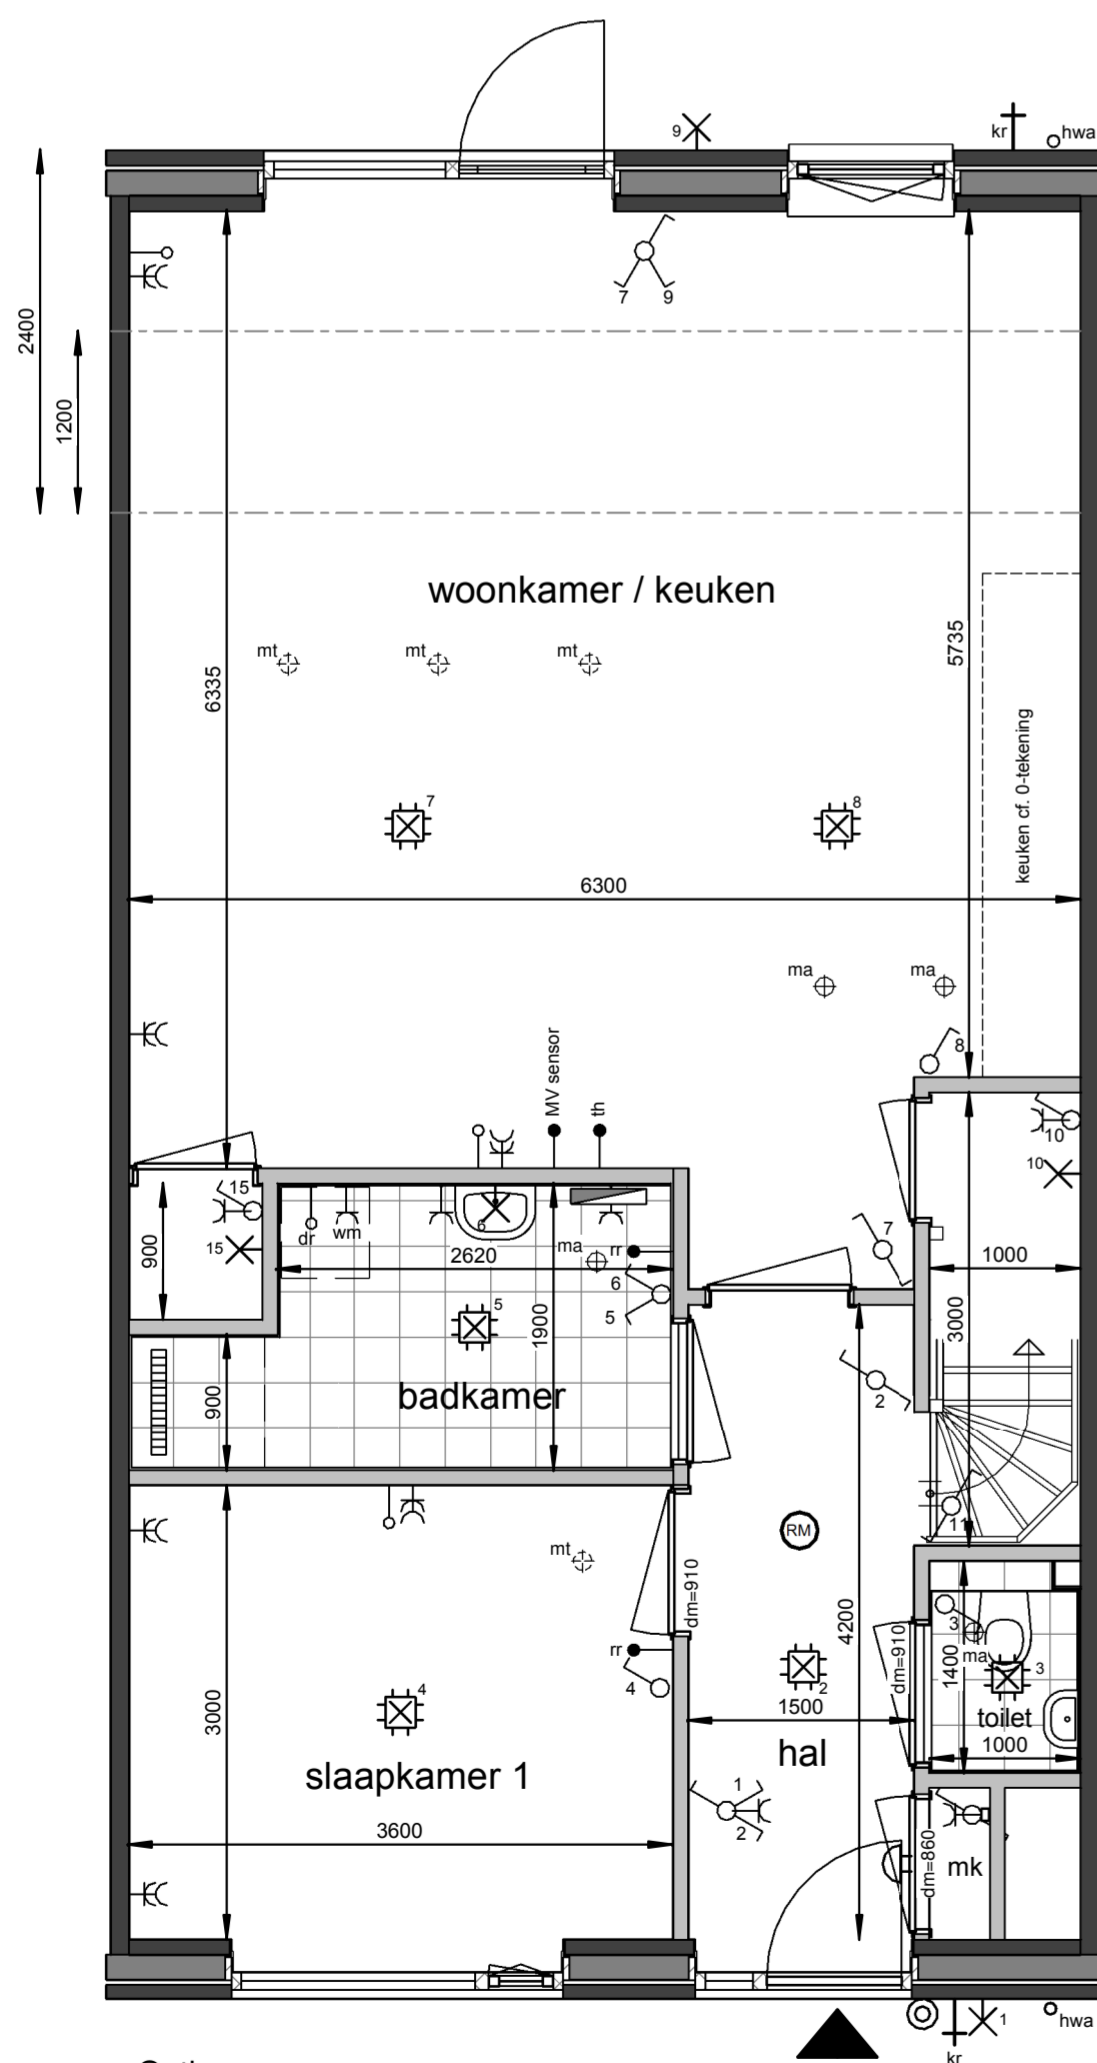 9
kr
hwa
7 9
2400
1200
woonkamer / keuken
5735
mt
mt
mt
6335
keuken cf. 0-tekening
7
8
6300
ma
ma
8
MV sensor
th
10
10
15
15
900
dr
wm
6
2620
ma
rr
6
5
7
1000
3000
5
1900
900
badkamer
2
11
mt
RM
dm=910
rr
4
4200
dm=910
3
ma
1400
3
toilet
1000
4
2
1500
hal
3000
slaapkamer 1
3600
1
2
dm=860
mk
1
hwa
kr